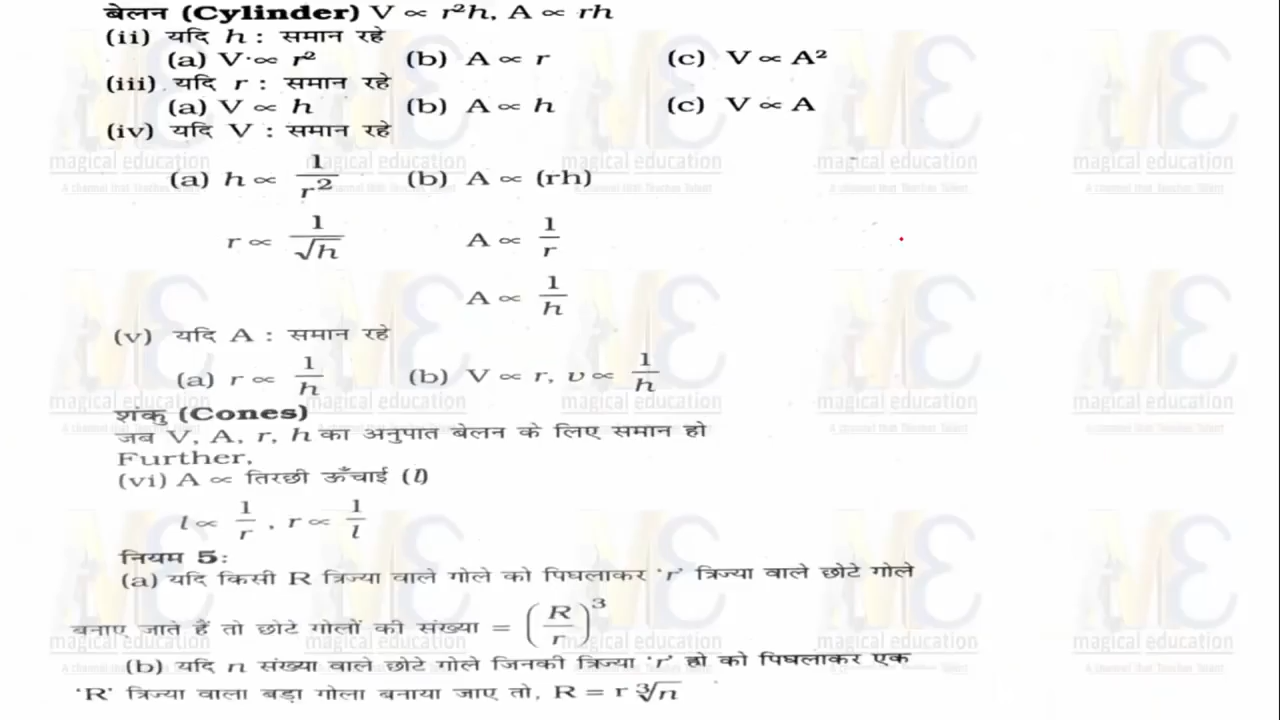 बेलन (Cylinder) V ∝ r²h, A ∝ rh
(ii) यदि h : समान रहे
(a) V ∝ r² (b) A ∝ r (c) V ∝ A²
(iii) यदि r : समान रहे
(a) V ∝ h (b) A ∝ h (c) V ∝ A
(iv) यदि V : समान रहे
(a) h ∝ 1/r² (b) A ∝ (rh)
r ∝ 1/√h A ∝ 1/r
A ∝ 1/h
(v) यदि A : समान रहे
(a) r ∝ 1/h (b) V ∝ r, υ ∝ 1/h
शंकु (Cones)
जब V, A, r, h का अनुपात बेलन के लिए समान हो
Further,
(vi) A ∝ तिरछी ऊँचाई (l)
l ∝ 1/r , r ∝ 1/l
नियम 5:
(a) यदि किसी R त्रिज्या वाले गोले को पिघलाकर 'r' त्रिज्या वाले छोटे गोले
बनाए जाते हैं तो छोटे गोलों की संख्या = (R/r)³
(b) यदि n संख्या वाले छोटे गोले जिनकी त्रिज्या 'r' हो को पिघलाकर एक
'R' त्रिज्या वाला बड़ा गोला बनाया जाए तो, R = r ∛n
magical education